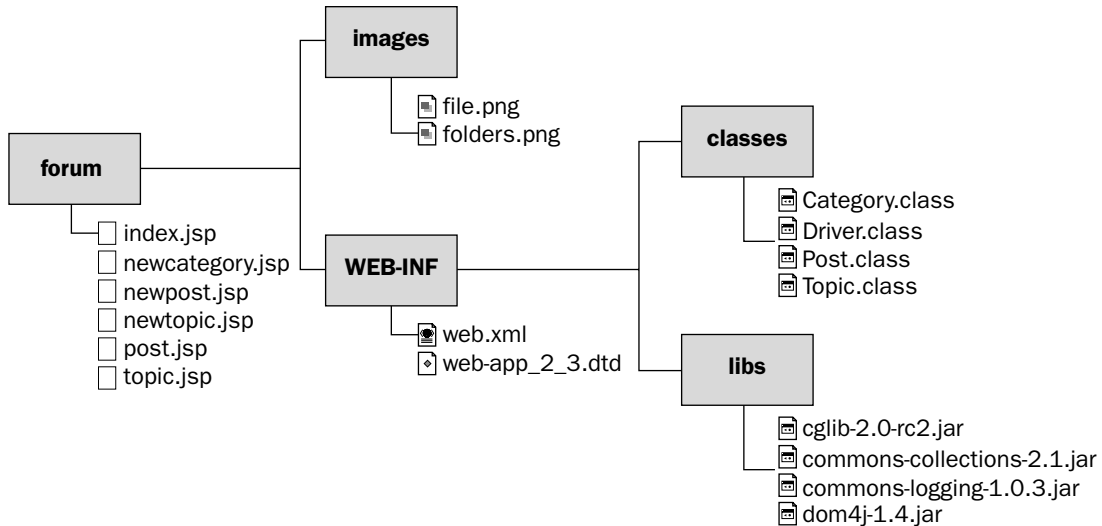 forum
index.jsp
newcategory.jsp
newpost.jsp
newtopic.jsp
post.jsp
topic.jsp
images
file.png
folders.png
WEB-INF
web.xml
web-app_2_3.dtd
classes
Category.class
Driver.class
Post.class
Topic.class
libs
cglib-2.0-rc2.jar
commons-collections-2.1.jar
commons-logging-1.0.3.jar
dom4j-1.4.jar